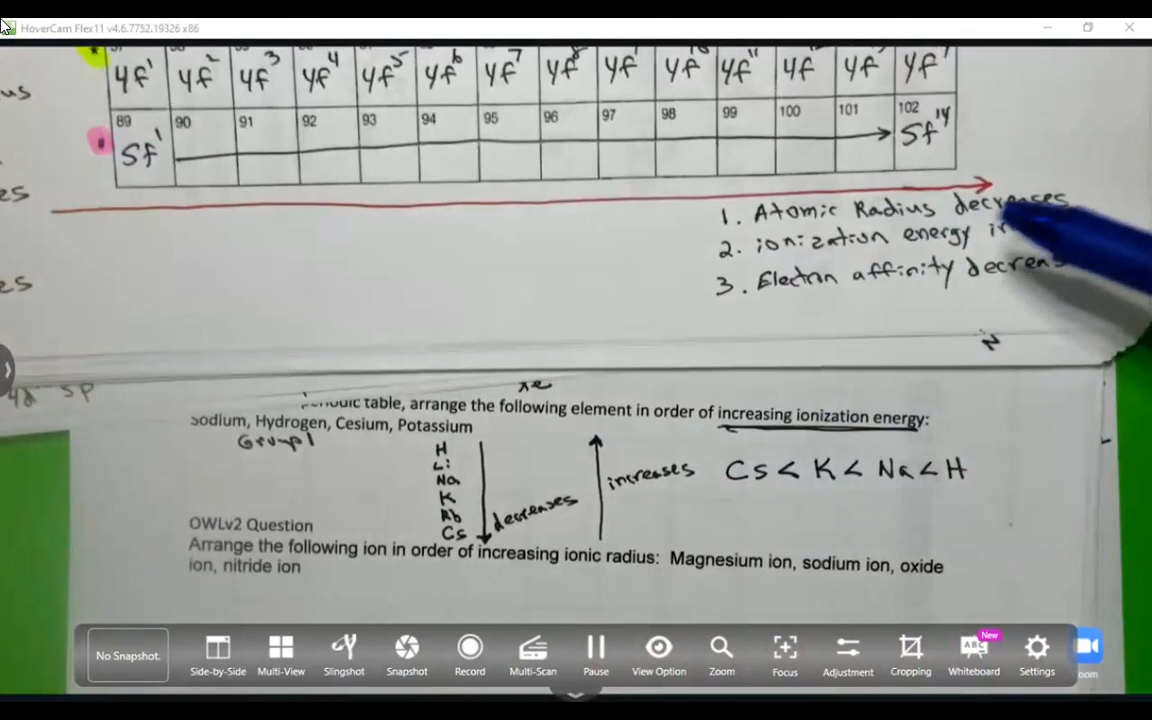 HoverCam Flex11 v4.6.7752.19326 x86
us
4f¹ 4f² 4f³ 4f⁴ 4f⁵ 4f⁶ 4f⁷ 4f⁸ 4f 4f¹⁰ 4f¹¹ 4f 4f 4f
89 90 91 92 93 94 95 96 97 98 99 100 101 102
5f¹ 5f¹⁴
es
1. Atomic Radius decreases
2. ionization energy
3. Electron affinity decreas
es
table, arrange the following element in order of increasing ionization energy:
sodium, Hydrogen, Cesium, Potassium
Group 1
H
Li
Na
K
Rb
Cs
decreases
increases
Cs < K < Na < H
OWLv2 Question
Arrange the following ion in order of increasing ionic radius: Magnesium ion, sodium ion, oxide
ion, nitride ion
No Snapshot.
Side-by-Side Multi-View Slingshot Snapshot Record Multi-Scan Pause View Option Zoom Focus Adjustment Cropping Whiteboard Settings oom
New
ABC